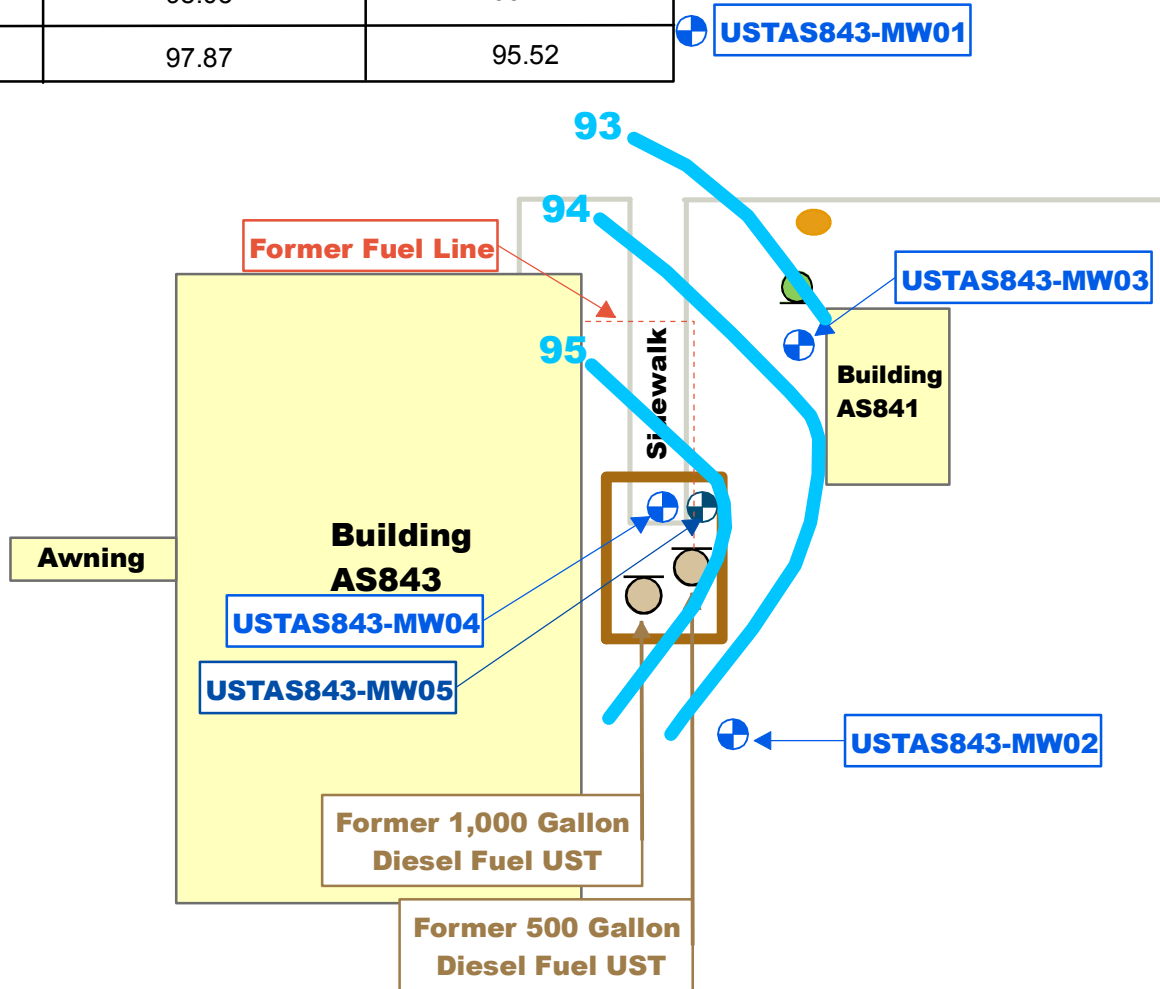 97.87 95.52
USTAS843-MW01
93
94
Former Fuel Line
USTAS843-MW03
95
Sidewalk
Building
AS841
Building
AS843
Awning
USTAS843-MW04
USTAS843-MW05
USTAS843-MW02
Former 1,000 Gallon
Diesel Fuel UST
Former 500 Gallon
Diesel Fuel UST